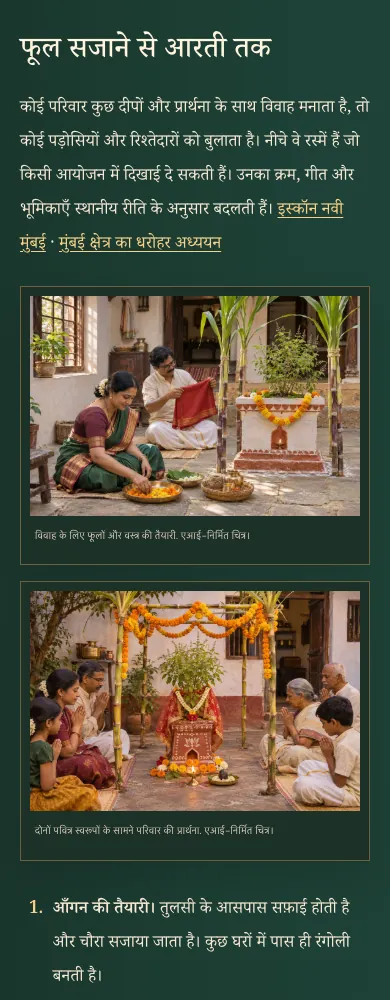 फूल सजाने से आरती तक
कोई परिवार कुछ दीपों और प्रार्थना के साथ विवाह मनाता है, तो
कोई पड़ोसियों और रिश्तेदारों को बुलाता है। नीचे वे रस्में हैं जो
किसी आयोजन में दिखाई दे सकती हैं। उनका क्रम, गीत और
भूमिकाएँ स्थानीय रीति के अनुसार बदलती हैं। इस्कॉन नवी
मुंबई · मुंबई क्षेत्र का धरोहर अध्ययन
विवाह के लिए फूलों और वस्त्र की तैयारी. एआई-निर्मित चित्र।
दोनों पवित्र स्वरूपों के सामने परिवार की प्रार्थना. एआई-निर्मित चित्र।
1. आँगन की तैयारी। तुलसी के आसपास सफ़ाई होती है
और चौरा सजाया जाता है। कुछ घरों में पास ही रंगोली
बनती है।